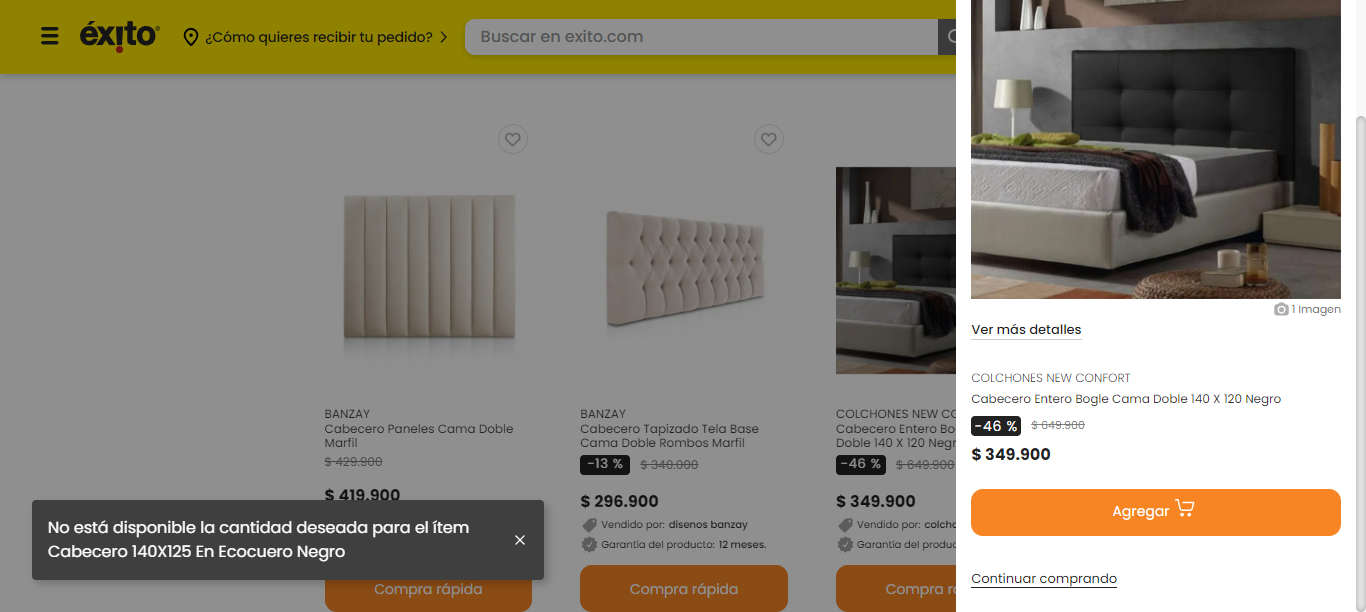 éxito
¿Cómo quieres recibir tu pedido?
Buscar en exito.com
BANZAY
Cabecero Paneles Cama Doble
Marfil
$ 429.900
$ 419.900
BANZAY
Cabecero Tapizado Tela Base
Cama Doble Rombos Marfil
-13 %
$ 340.000
$ 296.900
Vendido por: disenos banzay
Garantía del producto: 12 meses.
COLCHONES NEW CO
Cabecero Entero Bo
Doble 140 X 120 Negr
-46 %
$ 649.900
$ 349.900
Vendido por: colcho
Garantía del produc
Compra rápida
Compra rápida
Compra r
No está disponible la cantidad deseada para el ítem
Cabecero 140X125 En Ecocuero Negro
1 Imagen
Ver más detalles
COLCHONES NEW CONFORT
Cabecero Entero Bogle Cama Doble 140 X 120 Negro
-46 %
$ 649.900
$ 349.900
Agregar
Continuar comprando